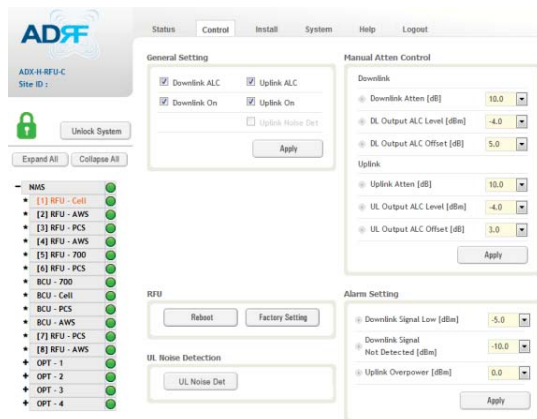 ADRF
ADX-H-RFU-C
Site ID :
Unlock System
Expand All
Collapse All
NMS
[1] RFU - Cell
[2] RFU - AWS
[3] RFU - PCS
[4] RFU - AWS
[5] RFU - 700
[6] RFU - PCS
BCU - 700
BCU - Cell
BCU - PCS
BCU - AWS
[7] RFU - PCS
[8] RFU - AWS
OPT - 1
OPT - 2
OPT - 3
OPT - 4
Status Control Install System Help Logout
General Setting
Downlink ALC Uplink ALC
Downlink On Uplink On
Uplink Noise Det
Apply
RFU
Reboot Factory Setting
UL Noise Detection
UL Noise Det
Manual Atten Control
Downlink
Downlink Atten [dB] 10.0
DL Output ALC Level [dBm] -4.0
DL Output ALC Offset [dB] 5.0
Uplink
Uplink Atten [dB] 10.0
UL Output ALC Level [dBm] -4.0
UL Output ALC Offset [dB] 3.0
Apply
Alarm Setting
Downlink Signal Low [dBm] -5.0
Downlink Signal
Not Detected [dBm] -10.0
Uplink Overpower [dBm] 0.0
Apply